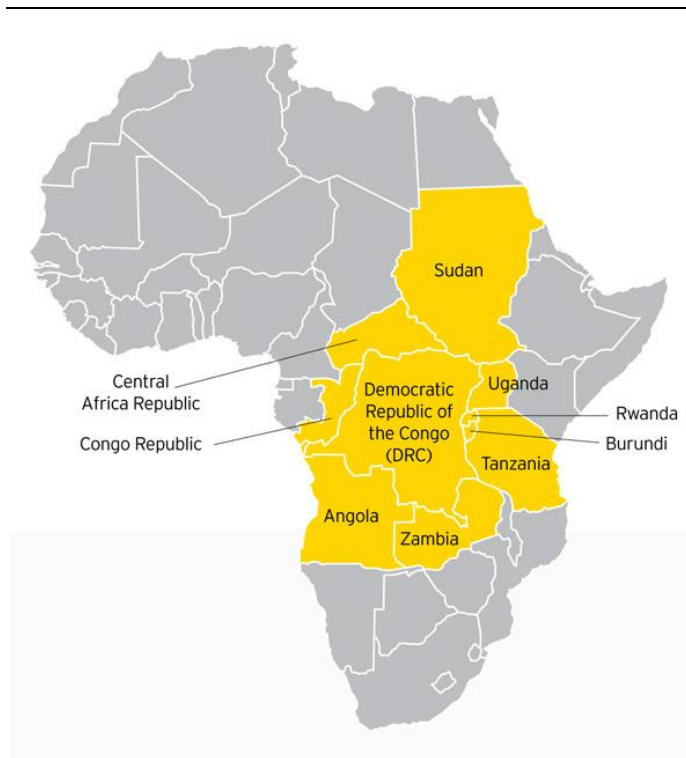 Sudan
Central
Africa Republic
Uganda
Democratic
Republic of
the Congo
(DRC)
Rwanda
Congo Republic
Burundi
Tanzania
Angola
Zambia